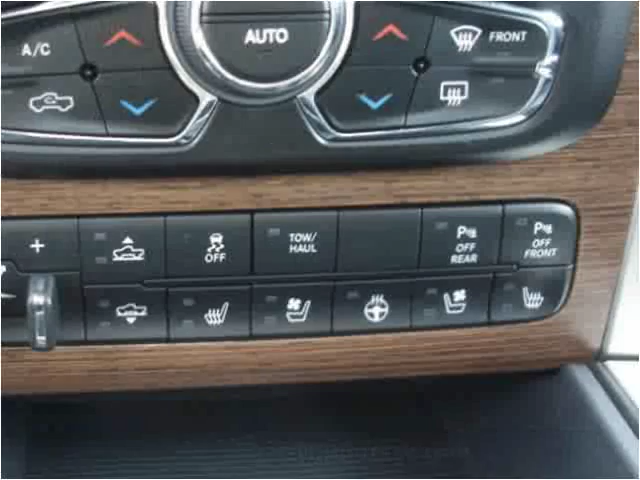 A/C
AUTO
FRONT
+
OFF
TOW/
HAUL
P
OFF
REAR
P
OFF
FRONT